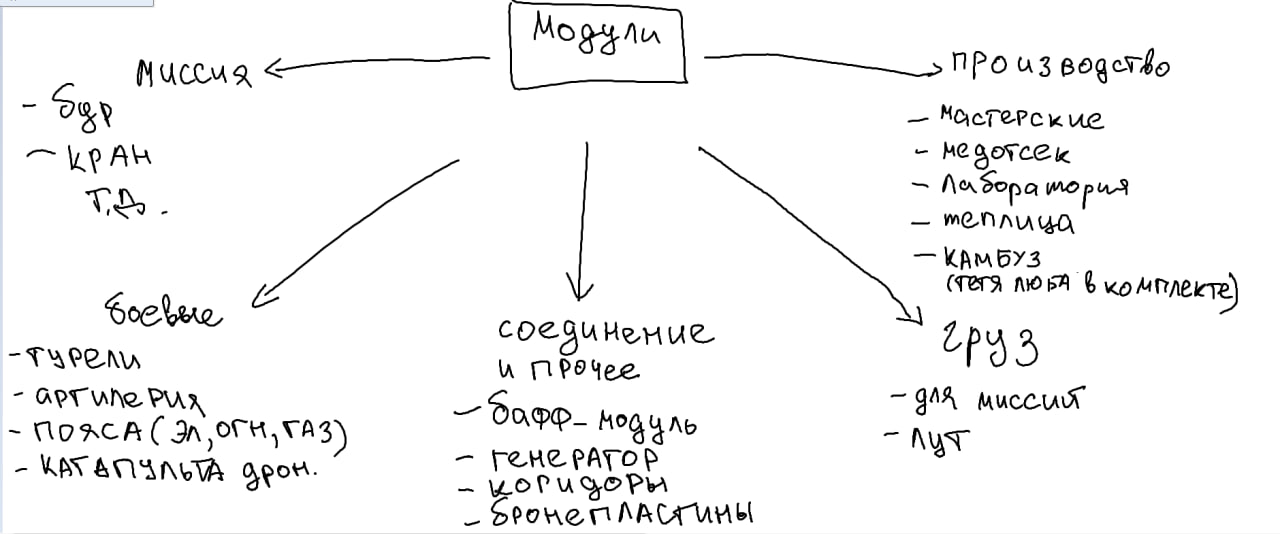 Модули
миссия
- бур
- кран
т.д.
производство
- мастерские
- медотсек
- лаборатория
- теплица
- камбуз
(тетя люба в комплекте)
боевые
- турели
- артилерия
- пояса (эл, огн, газ)
- катапульта дрон.
соединение
и прочее
- бафф-модуль
- генератор
- коридоры
- бронепластины
груз
- для миссий
- лут